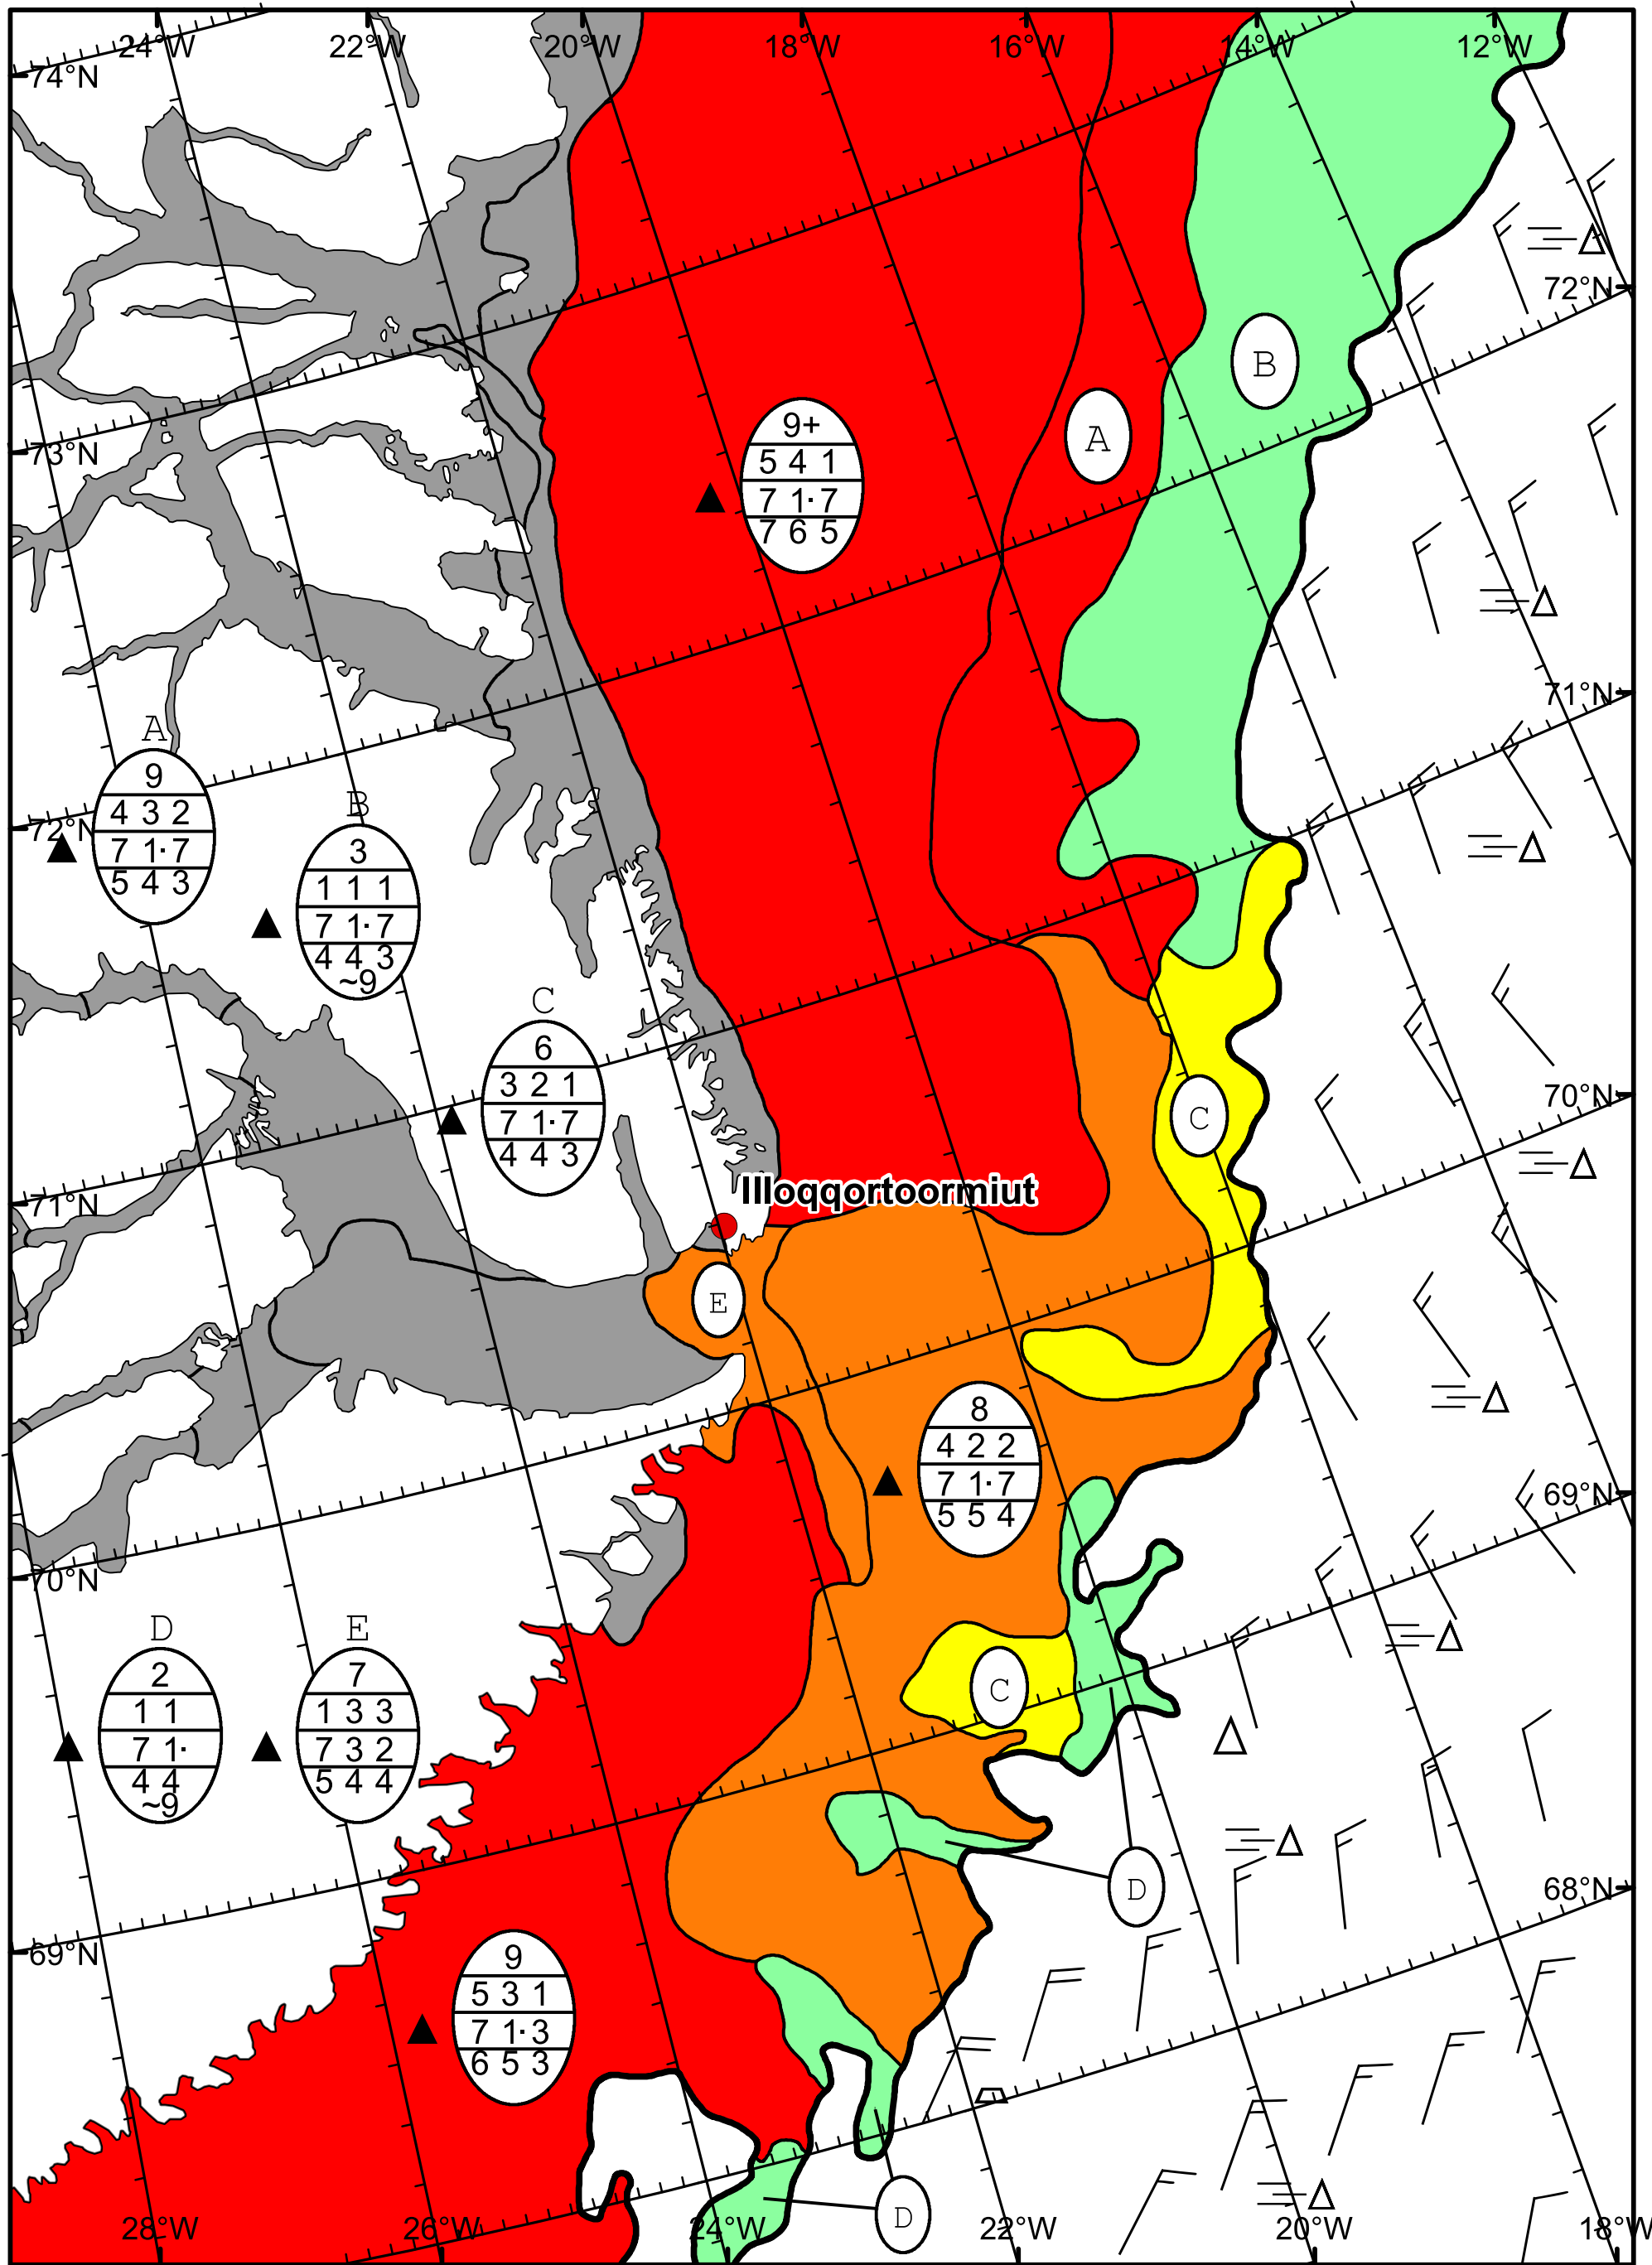 24°W 22°W 20°W 18°W 16°W 14°W 12°W
74°N
72°N
B
A
9+
5 4 1
7 1· 7
7 6 5
73°N
71°N
A
9
4 3 2
7 1· 7
5 4 3
72°N
B
3
1 1 1
7 1· 7
4 4 3
~9
C
6
3 2 1
7 1· 7
4 4 3
70°N
C
71°N
Illoqqortoormiut
E
8
4 2 2
7 1· 7
5 5 4
69°N
70°N
D
2
1 1
7 1·
4 4
~9
E
7
1 3 3
7 3 2
5 4 4
C
D
68°N
69°N
9
5 3 1
7 1· 3
6 5 3
D
28°W 26°W 24°W 22°W 20°W 18°W